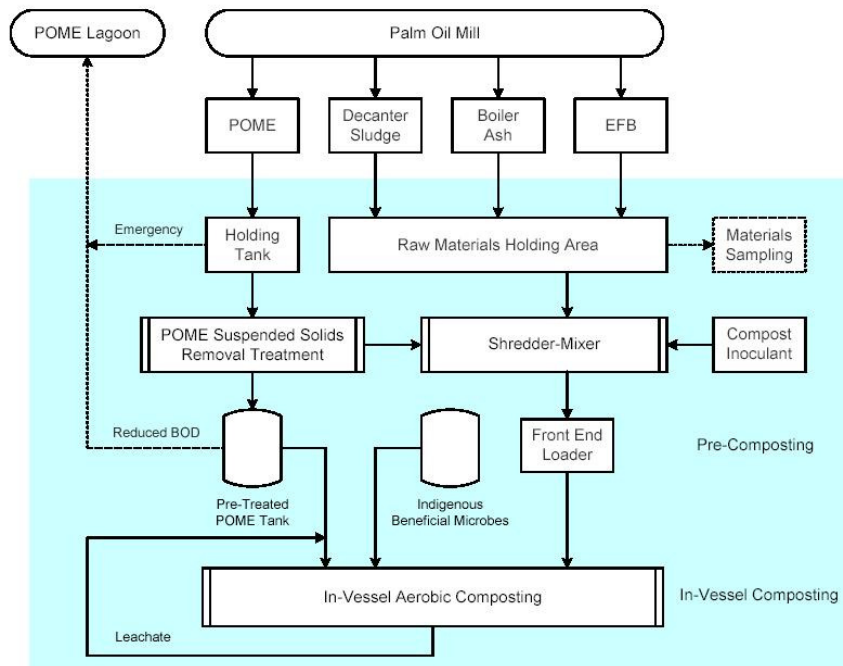 POME Lagoon
Palm Oil Mill
POME
Decanter
Sludge
Boiler
Ash
EFB
Emergency
Holding
Tank
Raw Materials Holding Area
Materials
Sampling
POME Suspended Solids
Removal Treatment
Shredder-Mixer
Compost
Inoculant
Reduced BOD
Front End
Loader
Pre-Composting
Pre-Treated
POME Tank
Indigenous
Beneficial Microbes
In-Vessel Aerobic Composting
In-Vessel Composting
Leachate